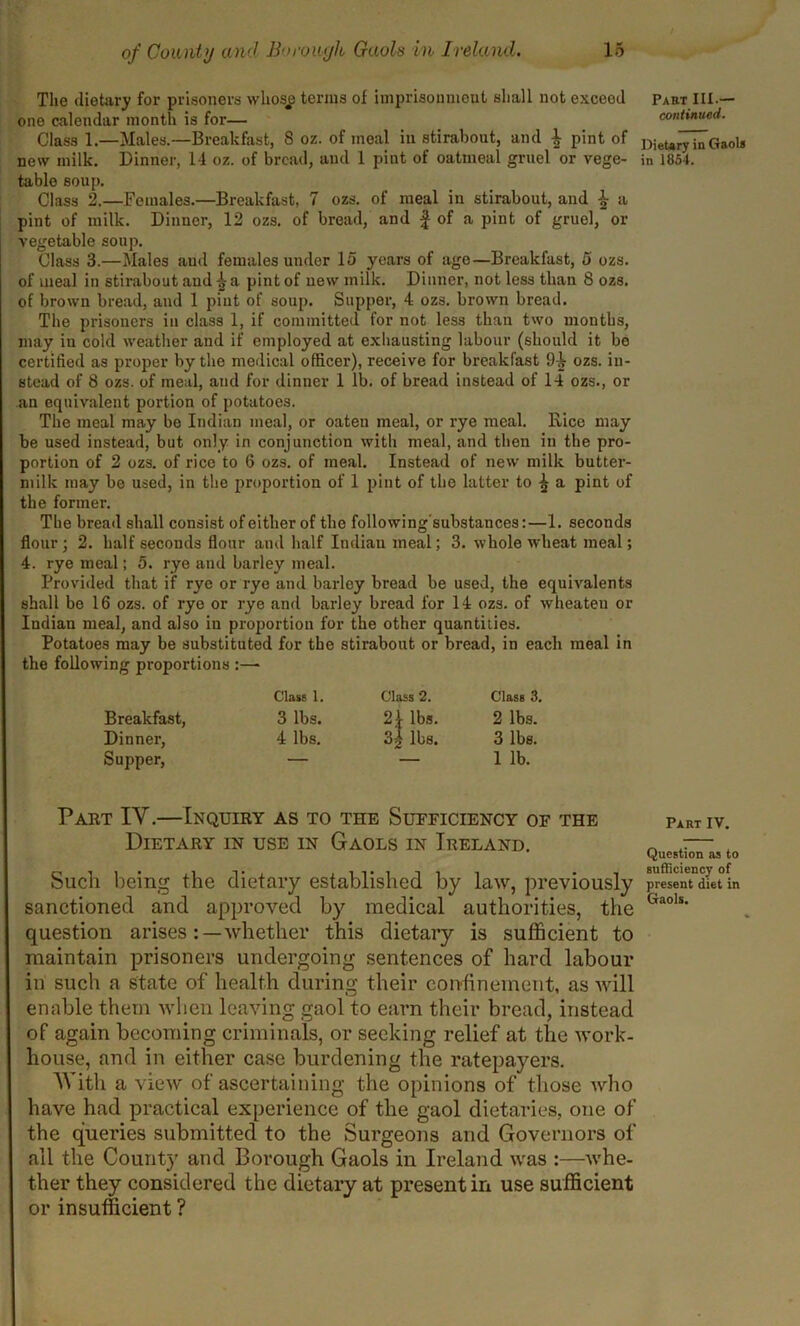 of County and Borough Gaols in Ireland. 15
The dietary for prisoners whose terms of imprisonment shall not exceed
one calendar month is for—
Class 1.—Males.—Breakfast, 8 oz. of meal in stirabout, and ½ pint of
new milk. Dinner, 14 oz. of bread, and 1 pint of oatmeal gruel or vege-
table soup.
Class 2.—Females.—Breakfast, 7 ozs. of meal in stirabout, and ½ a
pint of milk. Dinner, 12 ozs. of bread, and ¾ of a pint of gruel, or
vegetable soup.
Class 3.—Males and females under 15 years of age—Breakfast, 5 ozs.
of meal in stirabout and ½ a pint of new milk. Dinner, not less than 8 ozs.
of brown bread, and 1 pint of soup. Supper, 4 ozs. brown bread.
The prisoners in class 1, if committed for not less than two months,
may in cold weather and if employed at exhausting labour (should it be
certified as proper by the medical officer), receive for breakfast 9½ ozs. in-
stead of 8 ozs. of meal, and for dinner 1 lb. of bread instead of 14 ozs., or
an equivalent portion of potatoes.
The meal may be Indian meal, or oaten meal, or rye meal. Rice may
be used instead, but only in conjunction with meal, and then in the pro-
portion of 2 ozs. of rice to 6 ozs. of meal. Instead of new milk butter-
milk may be used, in the proportion of 1 pint of the latter to ½ a pint of
the former.
The bread shall consist of either of the following substances:—1. seconds
flour; 2. half seconds flour and half Indian meal; 3. whole wheat meal;
4. rye meal; 5. rye and barley meal.
Provided that if rye or rye and barley bread be used, the equivalents
shall be 16 ozs. of rye or rye and barley bread for 14 ozs. of wheaten or
Indian meal, and also in proportion for the other quantities.
Potatoes may be substituted for the stirabout or bread, in each meal in
the following proportions:—
Class 1. Class 2. Class 3.
Breakfast, 3 lbs. 2½ lbs. 2 lbs.
Dinner, 4 lbs. 3½ lbs. 3 lbs.
Supper, — — 1 lb.
Part III.—
continued.
Dietary in Gaols
in 1854.
Part IV.—Inquiry as to the Sufficiency of the
Dietary in use in Gaols in Ireland.
Such being the dietary established by law, previously
sanctioned and approved by medical authorities, the
question arises:—whether this dietary is sufficient to
maintain prisoners undergoing sentences of hard labour
in such a state of health during their confinement, as will
enable them when leaving gaol to earn their bread, instead
of again becoming criminals, or seeking relief at the work-
house, and in either case burdening the ratepayers.
With a view of ascertaining the opinions of those who
have had practical experience of the gaol dietaries, one of
the queries submitted to the Surgeons and Governors of
all the County and Borough Gaols in Ireland was :—whe-
ther they considered the dietary at present in use sufficient
or insufficient?
Part IV.
Question as to
sufficiency of
present diet in
Gaols.